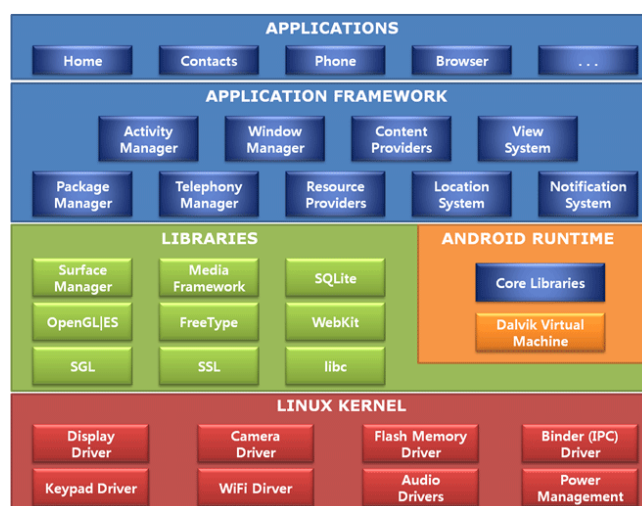 APPLICATIONS
Home Contacts Phone Browser . . .
APPLICATION FRAMEWORK
Activity Manager Window Manager Content Providers View System
Package Manager Telephony Manager Resource Providers Location System Notification System
LIBRARIES
Surface Manager Media Framework SQLite
OpenGL|ES FreeType WebKit
SGL SSL libc
ANDROID RUNTIME
Core Libraries
Dalvik Virtual Machine
LINUX KERNEL
Display Driver Camera Driver Flash Memory Driver Binder (IPC) Driver
Keypad Driver WiFi Dirver Audio Drivers Power Management